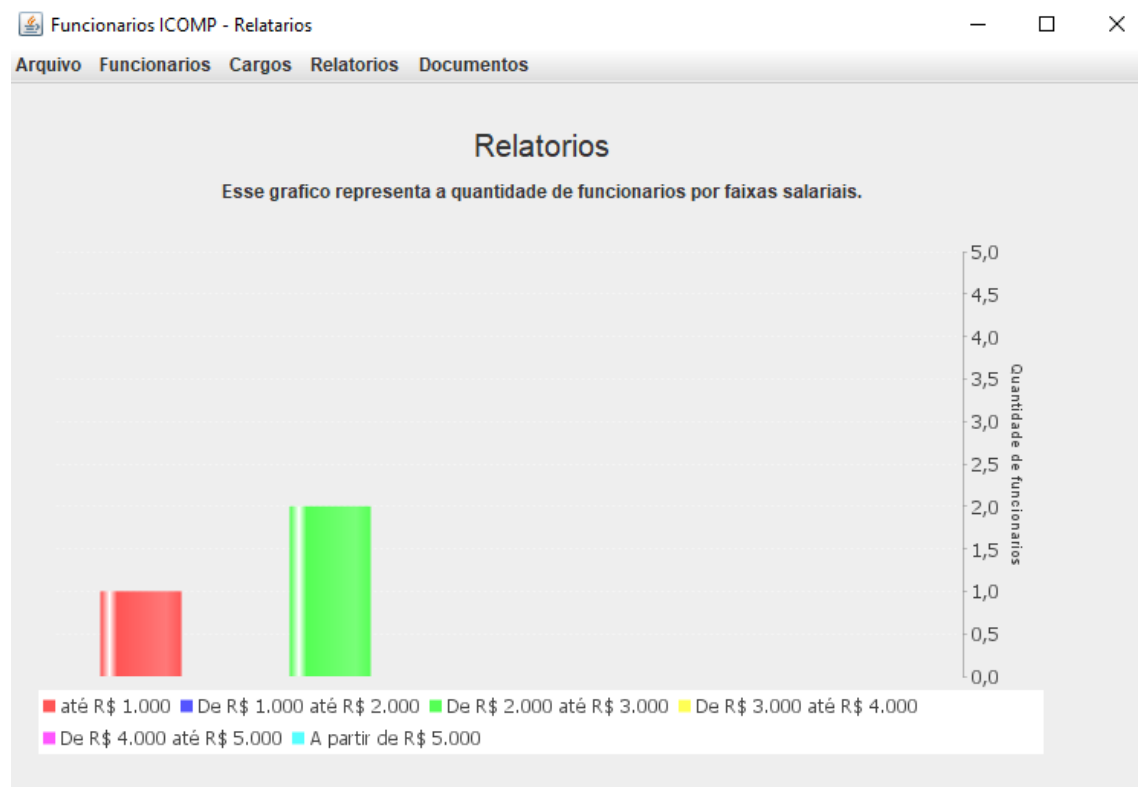 Funcionarios ICOMP - Relatarios
Arquivo Funcionarios Cargos Relatorios Documentos
Relatorios
Esse grafico representa a quantidade de funcionarios por faixas salariais.
5,0
4,5
4,0
3,5
3,0
2,5
2,0
1,5
1,0
0,5
0,0
Quantidade de funcionarios
até R$ 1.000 De R$ 1.000 até R$ 2.000 De R$ 2.000 até R$ 3.000 De R$ 3.000 até R$ 4.000
De R$ 4.000 até R$ 5.000 A partir de R$ 5.000